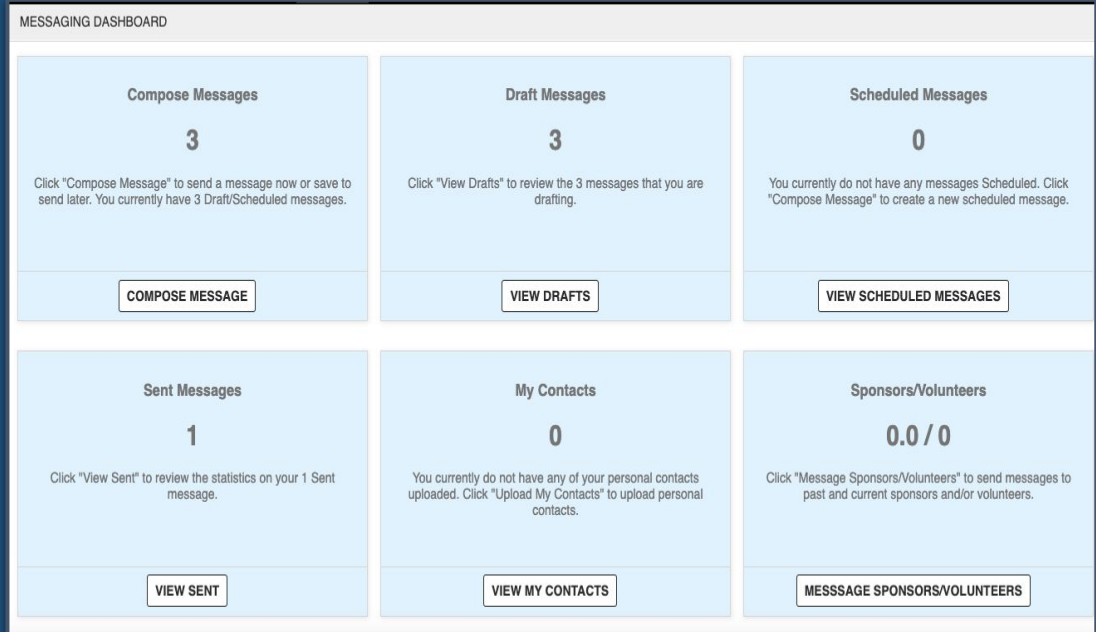 MESSAGING DASHBOARD
Compose Messages
3
Click "Compose Message" to send a message now or save to
send later. You currently have 3 Draft/Scheduled messages.
COMPOSE MESSAGE
Draft Messages
3
Click "View Drafts" to review the 3 messages that you are
drafting.
VIEW DRAFTS
Scheduled Messages
0
You currently do not have any messages Scheduled. Click
"Compose Message" to create a new scheduled message.
VIEW SCHEDULED MESSAGES
Sent Messages
1
Click "View Sent" to review the statistics on your 1 Sent
message.
VIEW SENT
My Contacts
0
You currently do not have any of your personal contacts
uploaded. Click "Upload My Contacts" to upload personal
contacts.
VIEW MY CONTACTS
Sponsors/Volunteers
0.0 / 0
Click "Message Sponsors/Volunteers" to send messages to
past and current sponsors and/or volunteers.
MESSSAGE SPONSORS/VOLUNTEERS